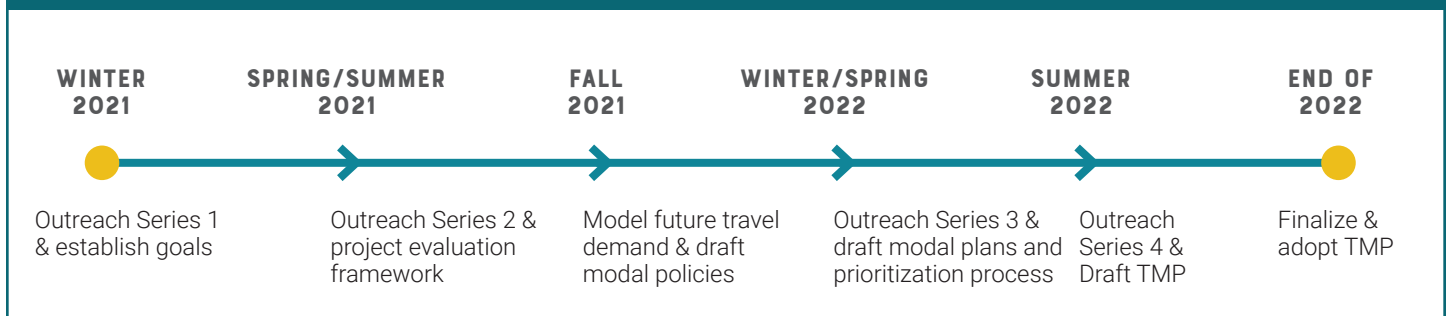 WINTER
2021
SPRING/SUMMER
2021
FALL
2021
WINTER/SPRING
2022
SUMMER
2022
END OF
2022
Outreach Series 1
& establish goals
Outreach Series 2 &
project evaluation
framework
Model future travel
demand & draft
modal policies
Outreach Series 3 &
draft modal plans and
prioritization process
Outreach
Series 4 &
Draft TMP
Finalize &
adopt TMP